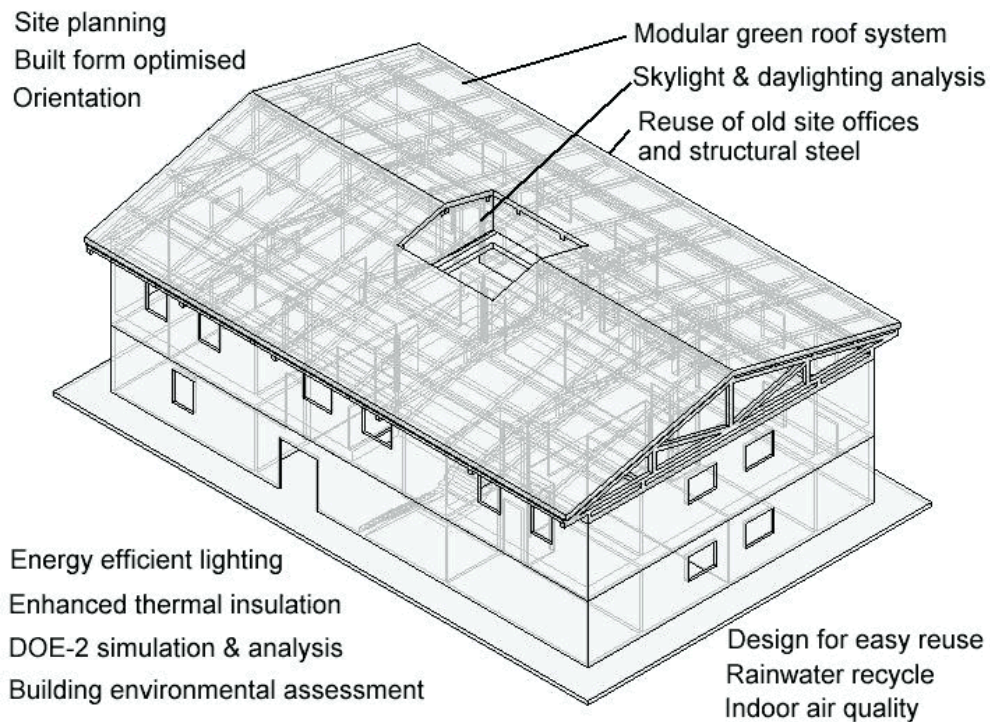 Site planning
Built form optimised
Orientation
Modular green roof system
Skylight & daylighting analysis
Reuse of old site offices
and structural steel
Energy efficient lighting
Enhanced thermal insulation
DOE-2 simulation & analysis
Building environmental assessment
Design for easy reuse
Rainwater recycle
Indoor air quality